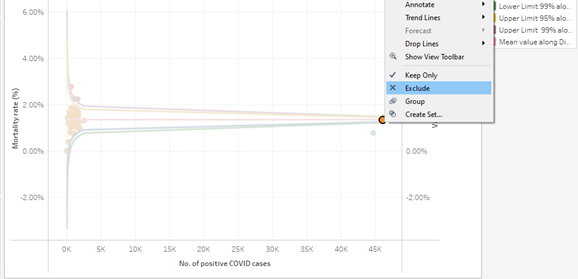 Annotate
Trend Lines
Forecast
Drop Lines
Show View Toolbar
Keep Only
Exclude
Group
Create Set...
Lower Limit 99% alo..
Upper Limit 95% alo..
Upper Limit 99% alo..
Mean value along Di..
6.00%
4.00%
2.00%
0.00%
-2.00%
Mortality rate (%)
0.00%
-2.00%
0K 5K 10K 15K 20K 25K 30K 35K 40K 45K
No. of positive COVID cases